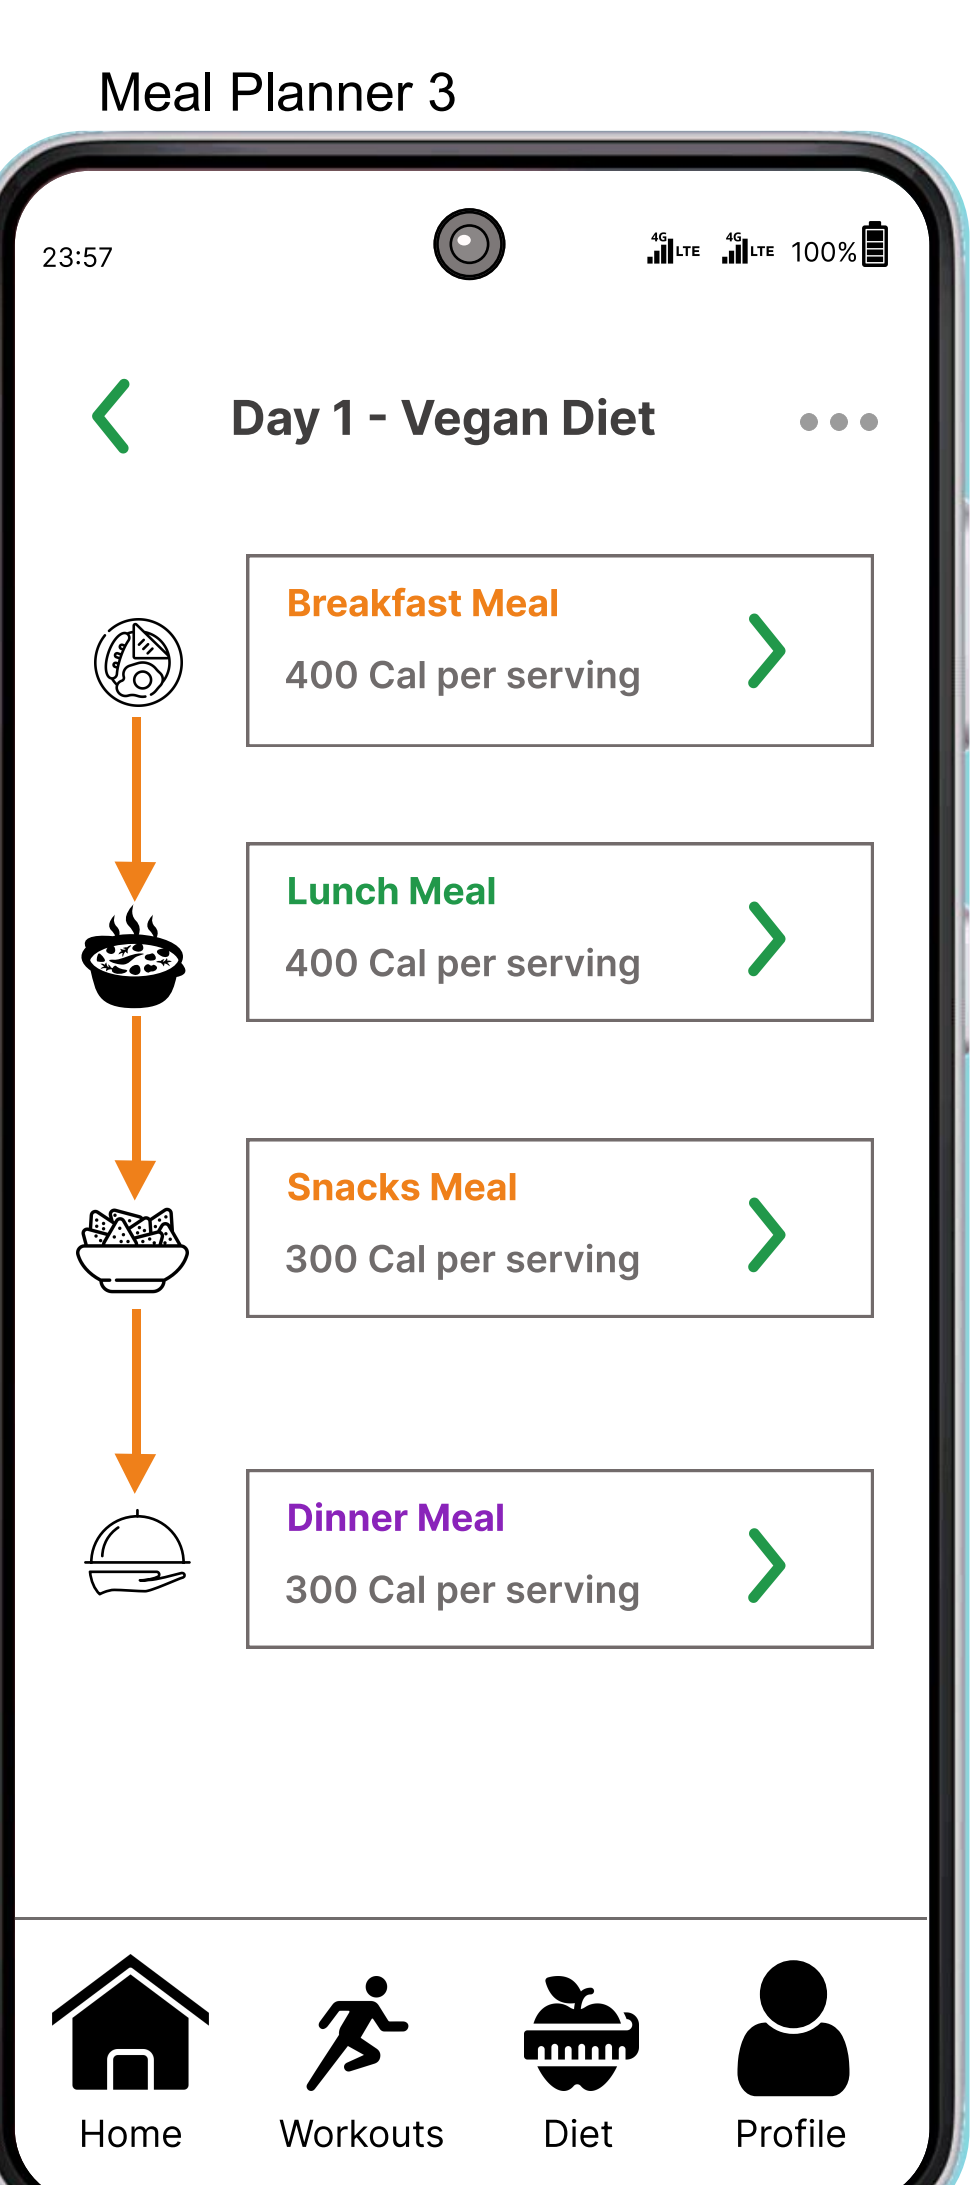 Meal Planner 3
23:57
4G LTE 4G LTE 100%
Day 1 - Vegan Diet
Breakfast Meal
400 Cal per serving
Lunch Meal
400 Cal per serving
Snacks Meal
300 Cal per serving
Dinner Meal
300 Cal per serving
Home Workouts Diet Profile